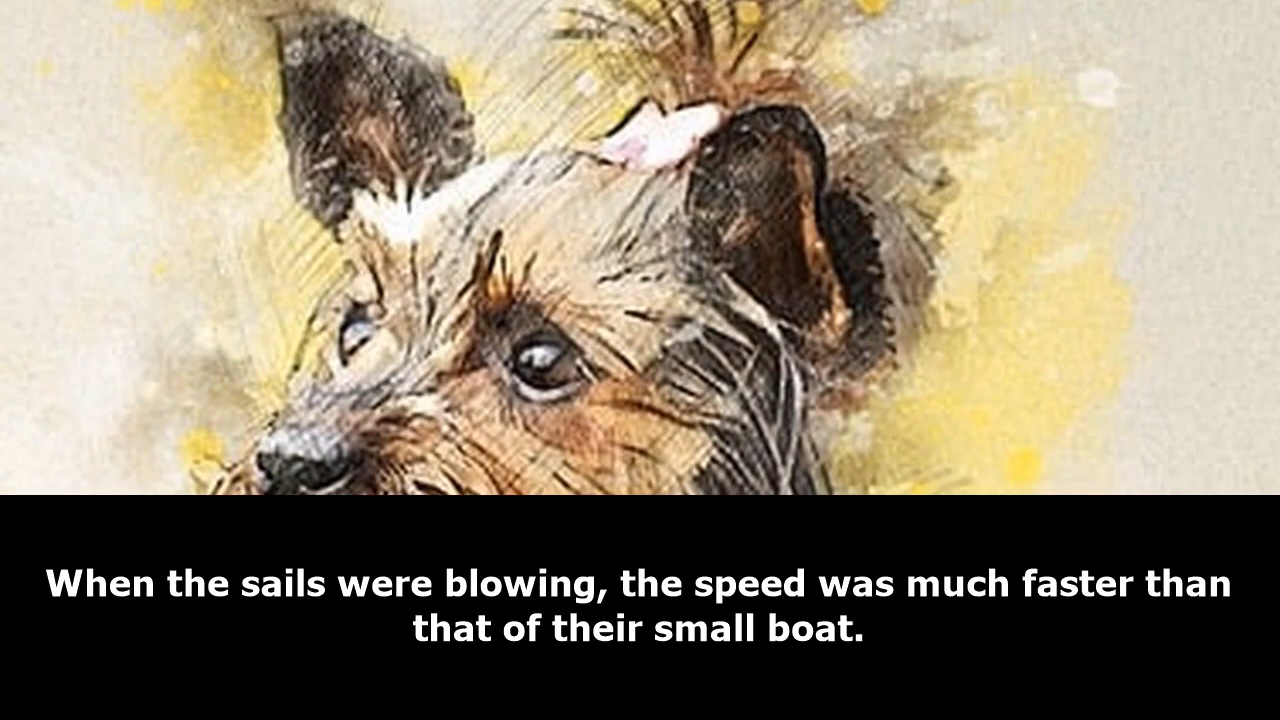 When the sails were blowing, the speed was much faster than
that of their small boat.